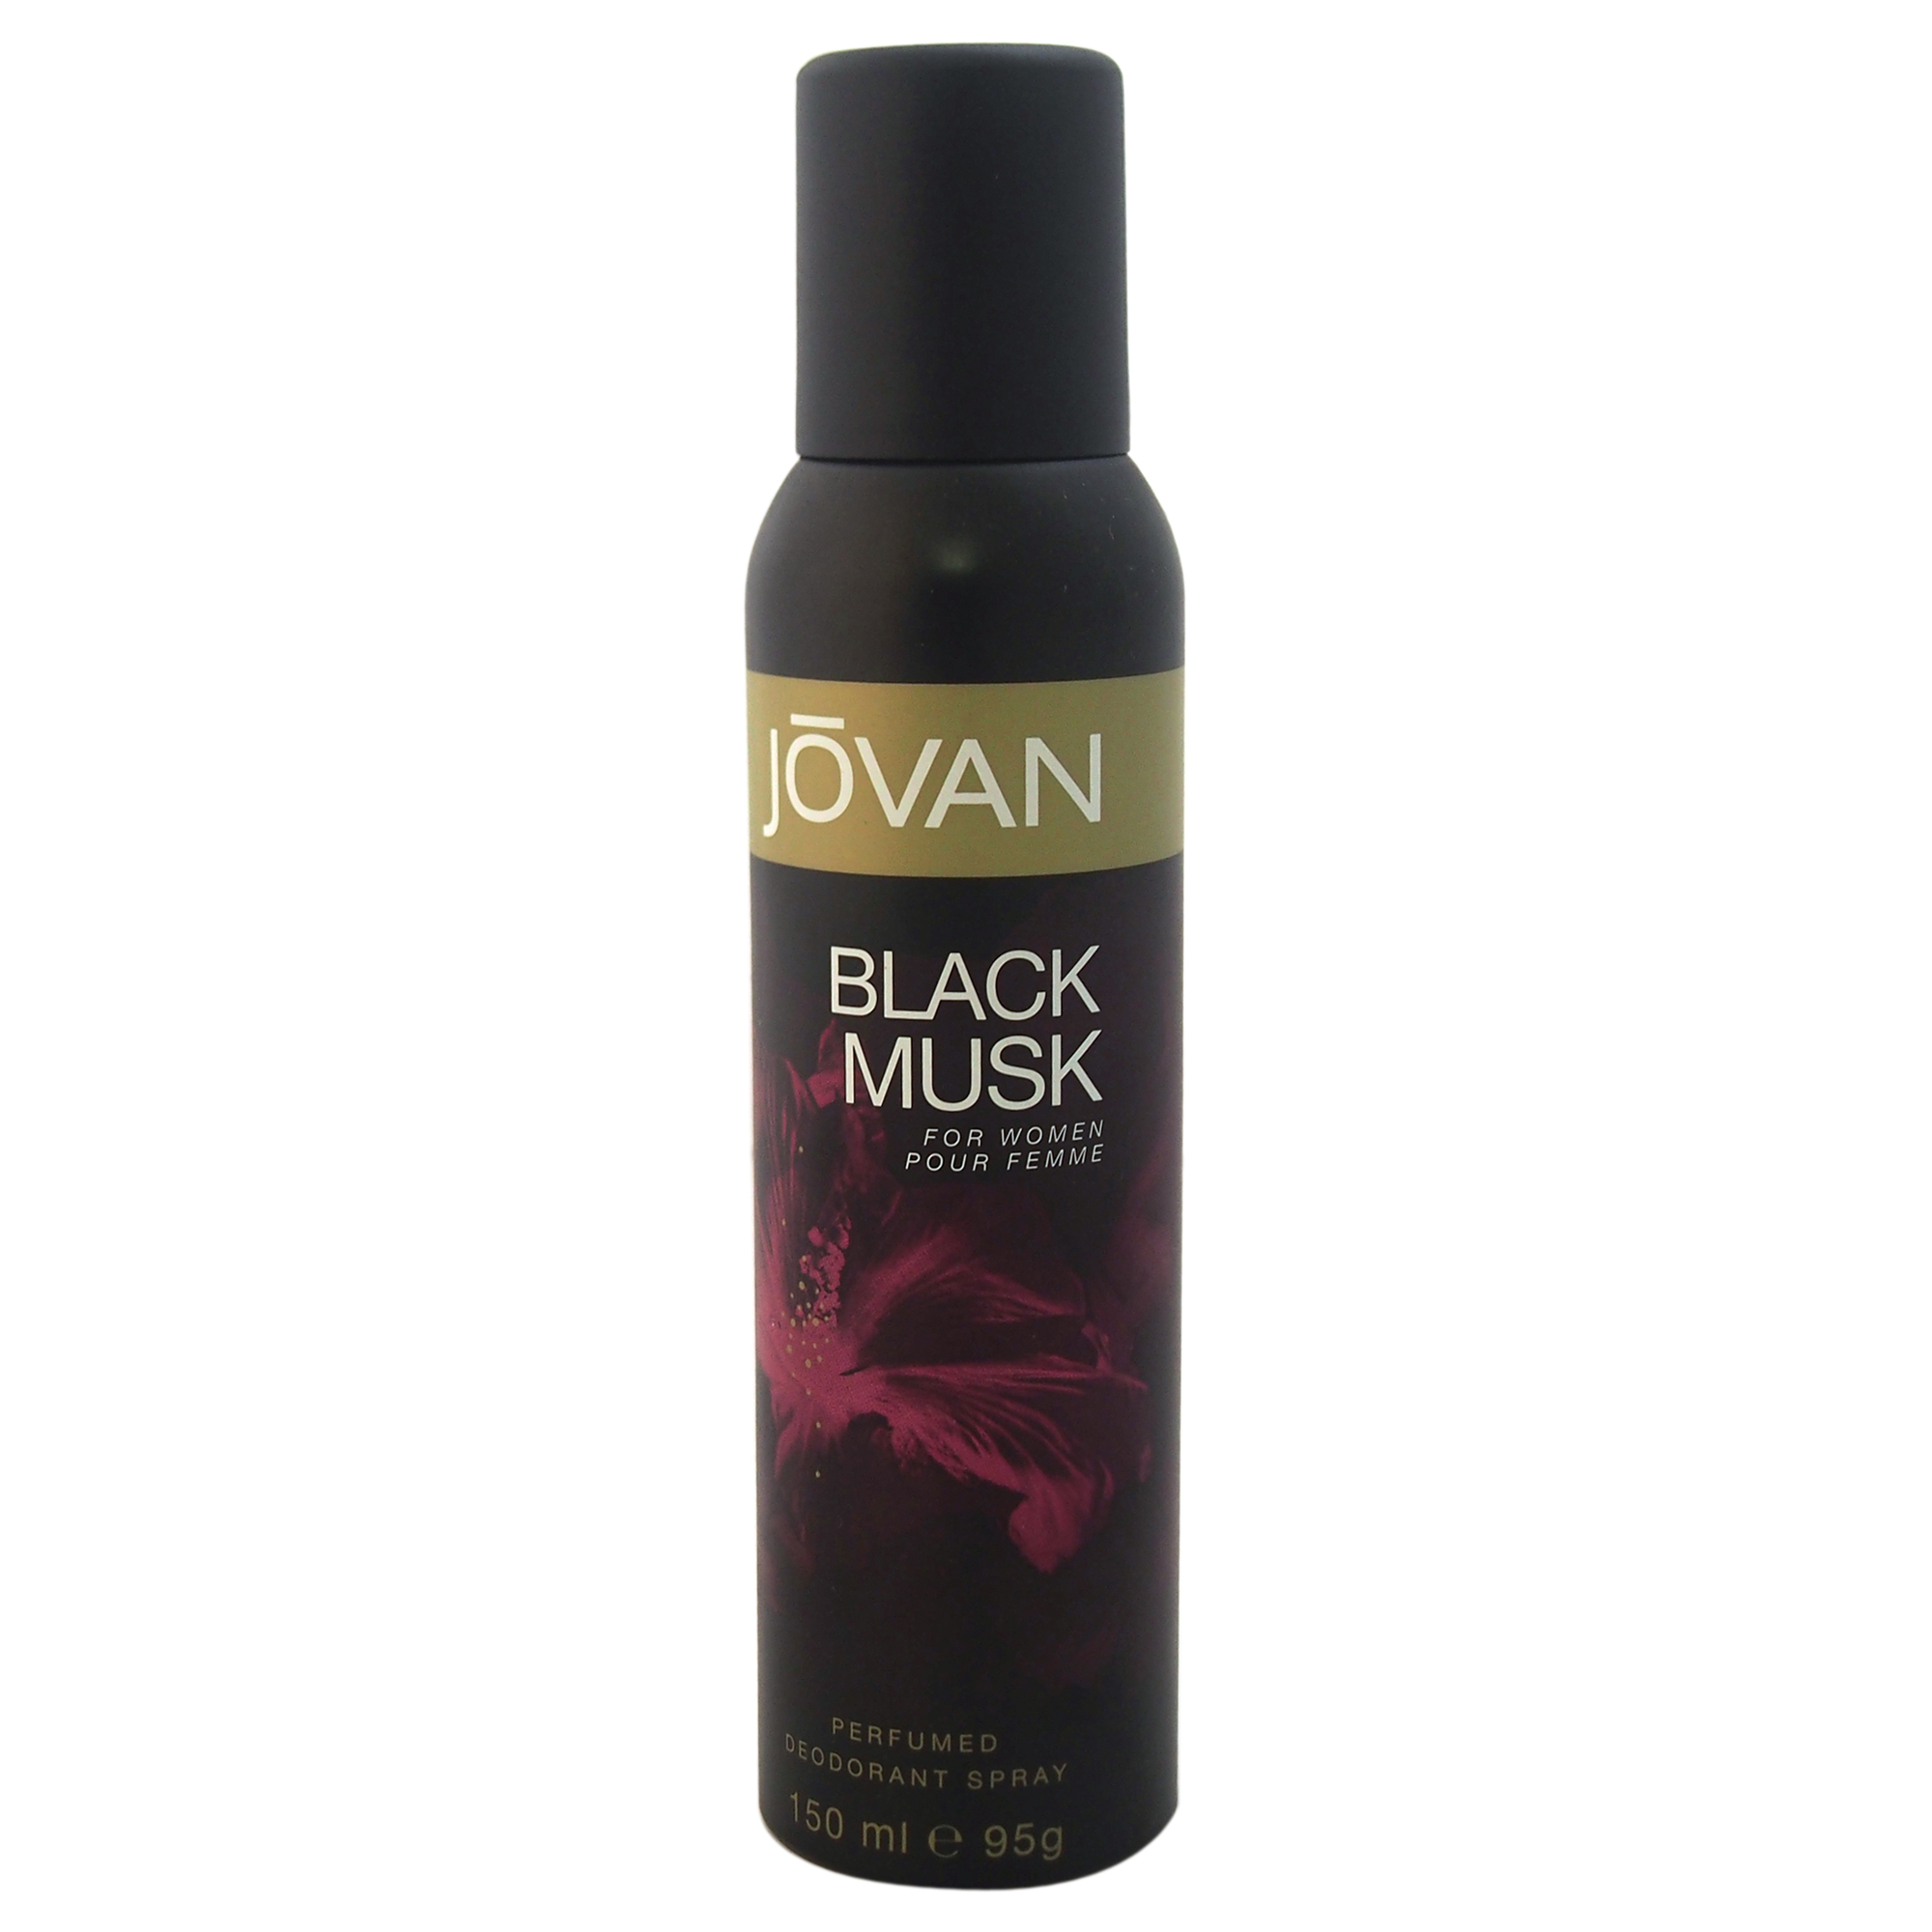 JŌVAN
BLACK
MUSK
FOR WOMEN
POUR FEMME
PERFUMED
DEODORANT SPRAY
150 ml ℮ 95g